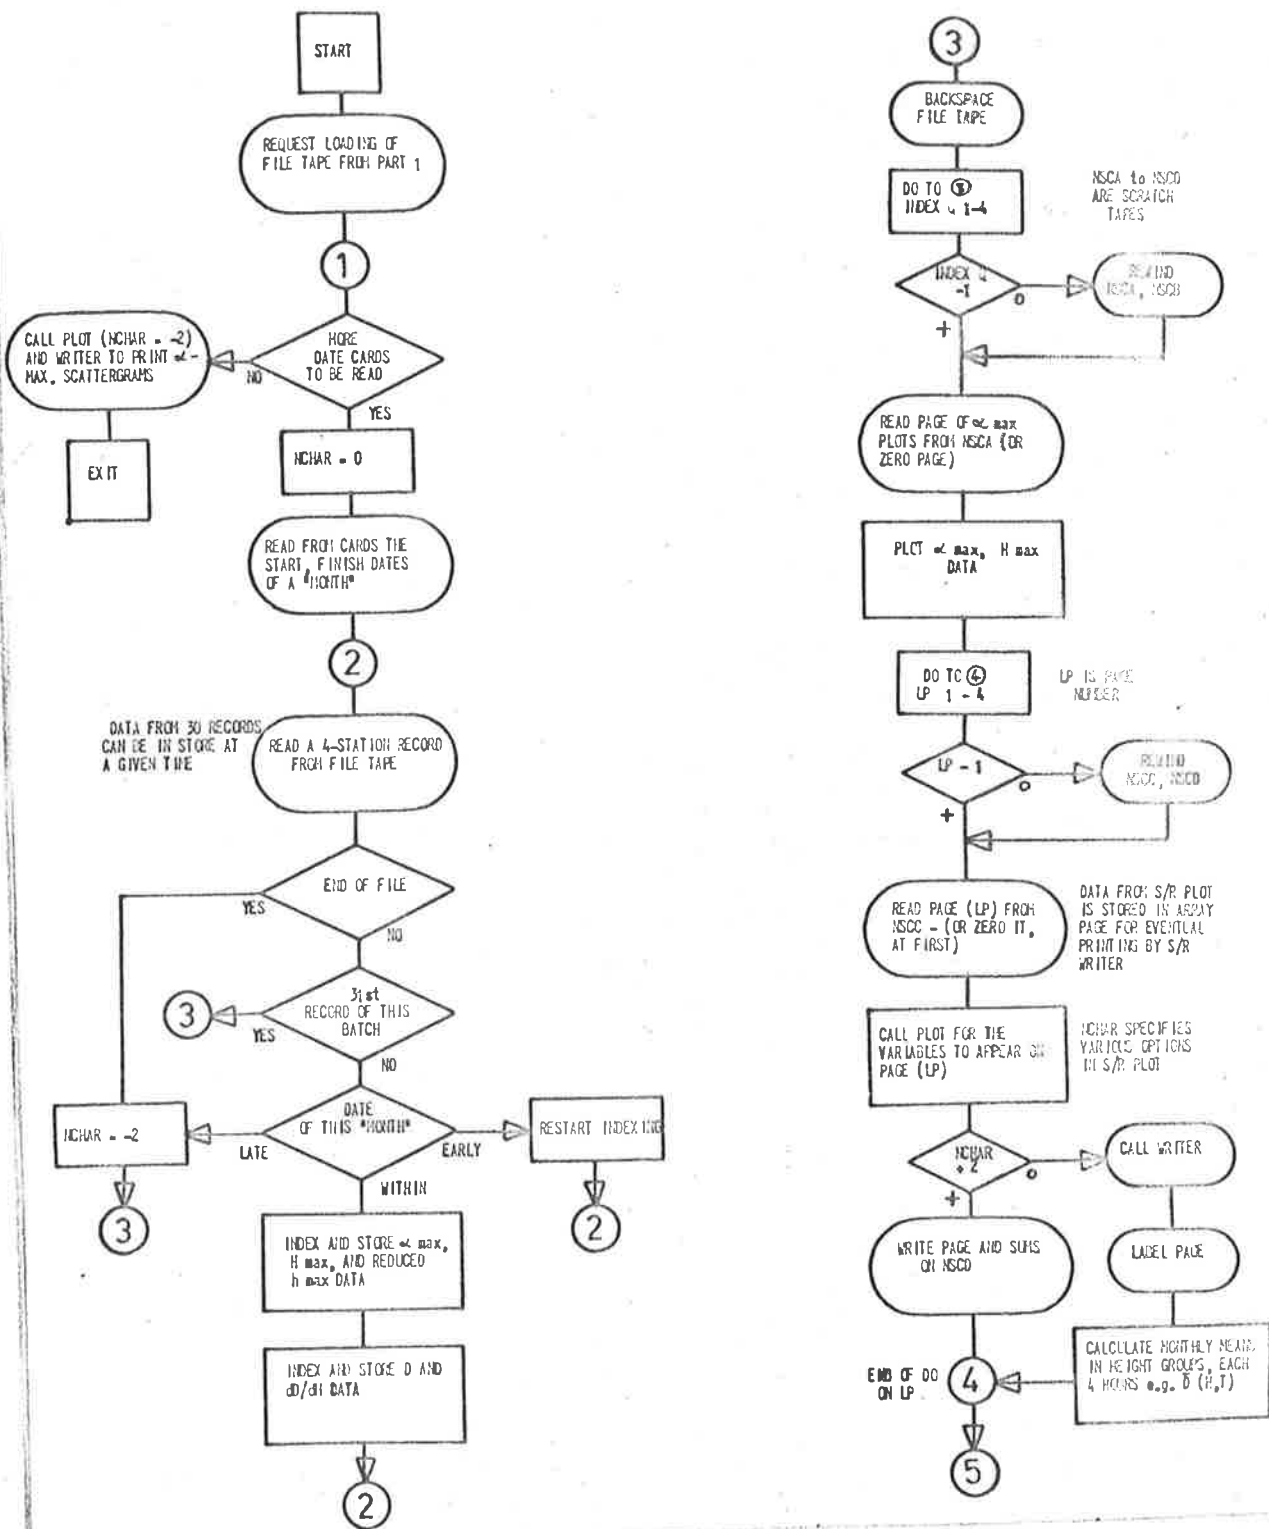 START
REQUEST LOADING OF
FILE TAPE FROM PART 1
1
MORE
DATE CARDS
TO BE READ
NO
YES
CALL PLOT (NCHAR = -2)
AND WRITER TO PRINT α-
MAX. SCATTERGRAMS
EXIT
NCHAR = 0
READ FROM CARDS THE
START, FINISH DATES
OF A "MONTH"
2
DATA FROM 30 RECORDS
CAN BE IN STORE AT
A GIVEN TIME
READ A 4-STATION RECORD
FROM FILE TAPE
END OF FILE
YES
NO
31st
RECORD OF THIS
BATCH
3
YES
NO
DATE
OF THIS "MONTH"
NCHAR = -2
LATE
EARLY
RESTART INDEXING
WITHIN
3
2
INDEX AND STORE α max,
H max, AND REDUCED
h max DATA
INDEX AND STORE D AND
dD/dH DATA
2
3
BACKSPACE
FILE TAPE
DO TO
INDEX 1-4
NSCA to NSCD
ARE SCRATCH
TAPES
INDEX
-1
0
+
REWIND
NSCA, NSCB
READ PAGE OF α max
PLOTS FROM NSCA (OR
ZERO PAGE)
PLOT α max, H max
DATA
DO TO 4
LP 1 - 4
LP IS PAGE
NUMBER
LP - 1
0
+
REWIND
NSCC, NSCD
READ PAGE (LP) FROM
NSCC - (OR ZERO IT,
AT FIRST)
DATA FROM S/R PLOT
IS STORED IN ARRAY
PAGE FOR EVENTUAL
PRINTING BY S/R
WRITER
CALL PLOT FOR THE
VARIABLES TO APPEAR ON
PAGE (LP)
NCHAR SPECIFIES
VARIOUS OPTIONS
IN S/R PLOT
NCHAR
+ 2
0
+
CALL WRITER
WRITE PAGE AND SUMS
ON NSCD
LABEL PAGE
CALCULATE MONTHLY MEANS
IN HEIGHT GROUPS, EACH
4 HOURS e.g. D̄ (H,T)
END OF DO
ON LP
4
5